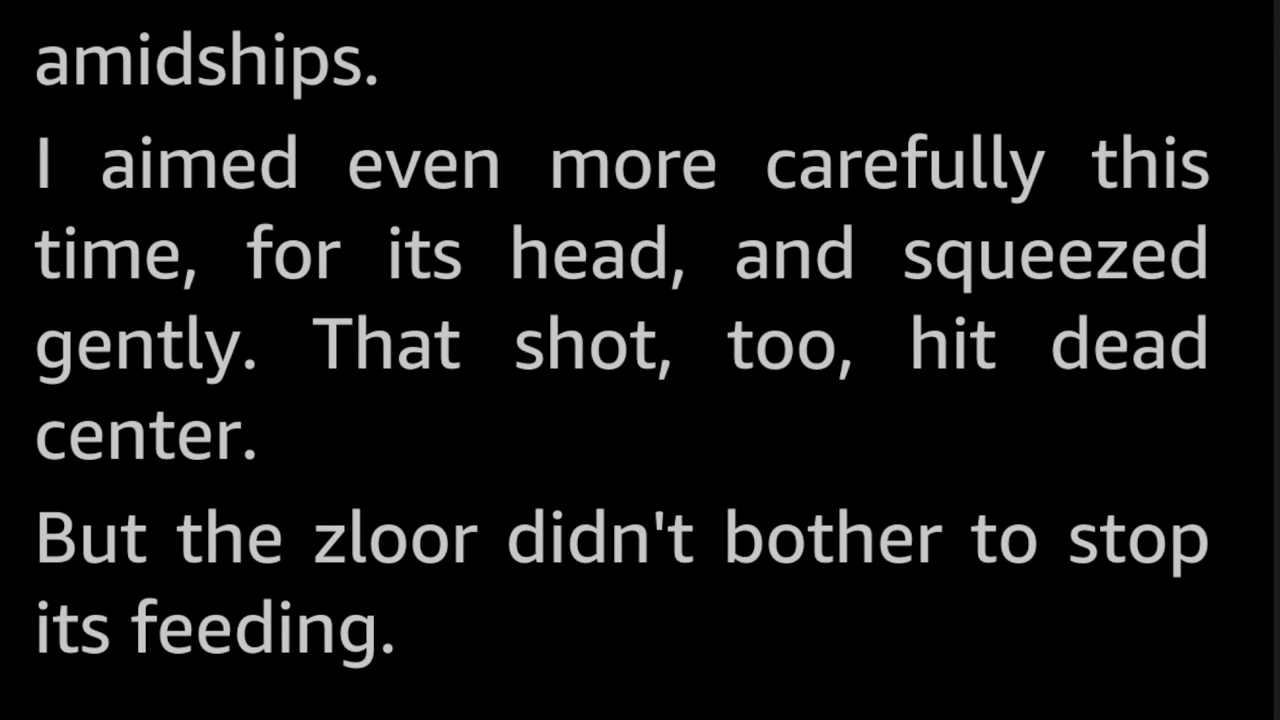 amidships.
I aimed even more carefully this
time, for its head, and squeezed
gently. That shot, too, hit dead
center.
But the zloor didn't bother to stop
its feeding.